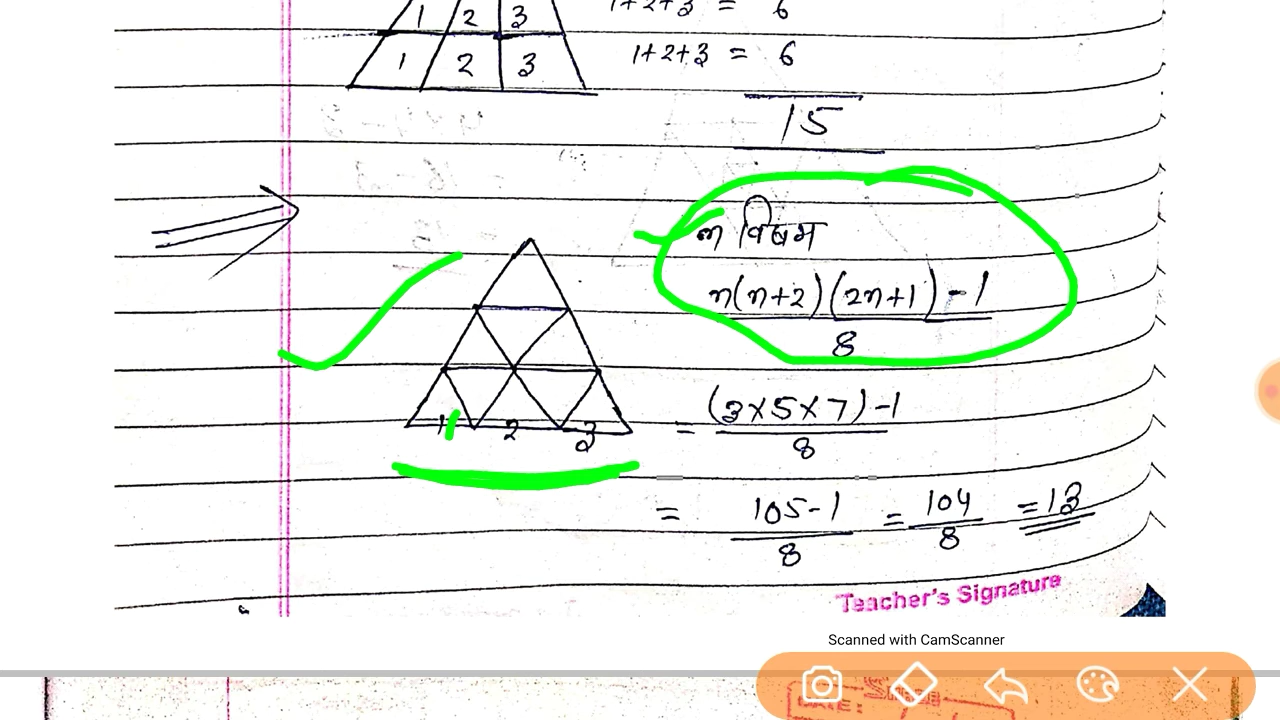 1 2 3
1+2+3 = 6
1 2 3
1+2+3 = 6
15
n विषम
n(n+2)(2n+1)-1
8
1 2 3
= (3×5×7)-1
8
= 105-1 = 104 = 13
8 8
Teacher's Signature
Scanned with CamScanner
DATE: